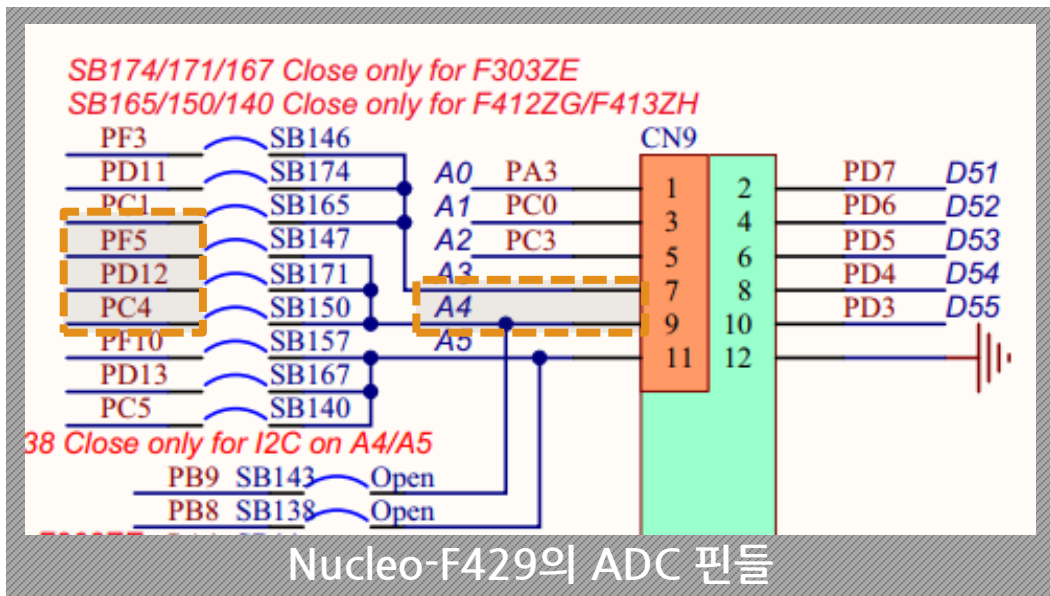 SB174/171/167 Close only for F303ZE
SB165/150/140 Close only for F412ZG/F413ZH
PF3 SB146 CN9
PD11 SB174 A0 PA3 1 2 PD7 D51
PC1 SB165 A1 PC0 3 4 PD6 D52
PF5 SB147 A2 PC3 5 6 PD5 D53
PD12 SB171 A3 7 8 PD4 D54
PC4 SB150 A4 9 10 PD3 D55
PF10 SB157 A5 11 12
PD13 SB167
PC5 SB140
38 Close only for I2C on A4/A5
PB9 SB143 Open
PB8 SB138 Open
Nucleo-F429의 ADC 핀들